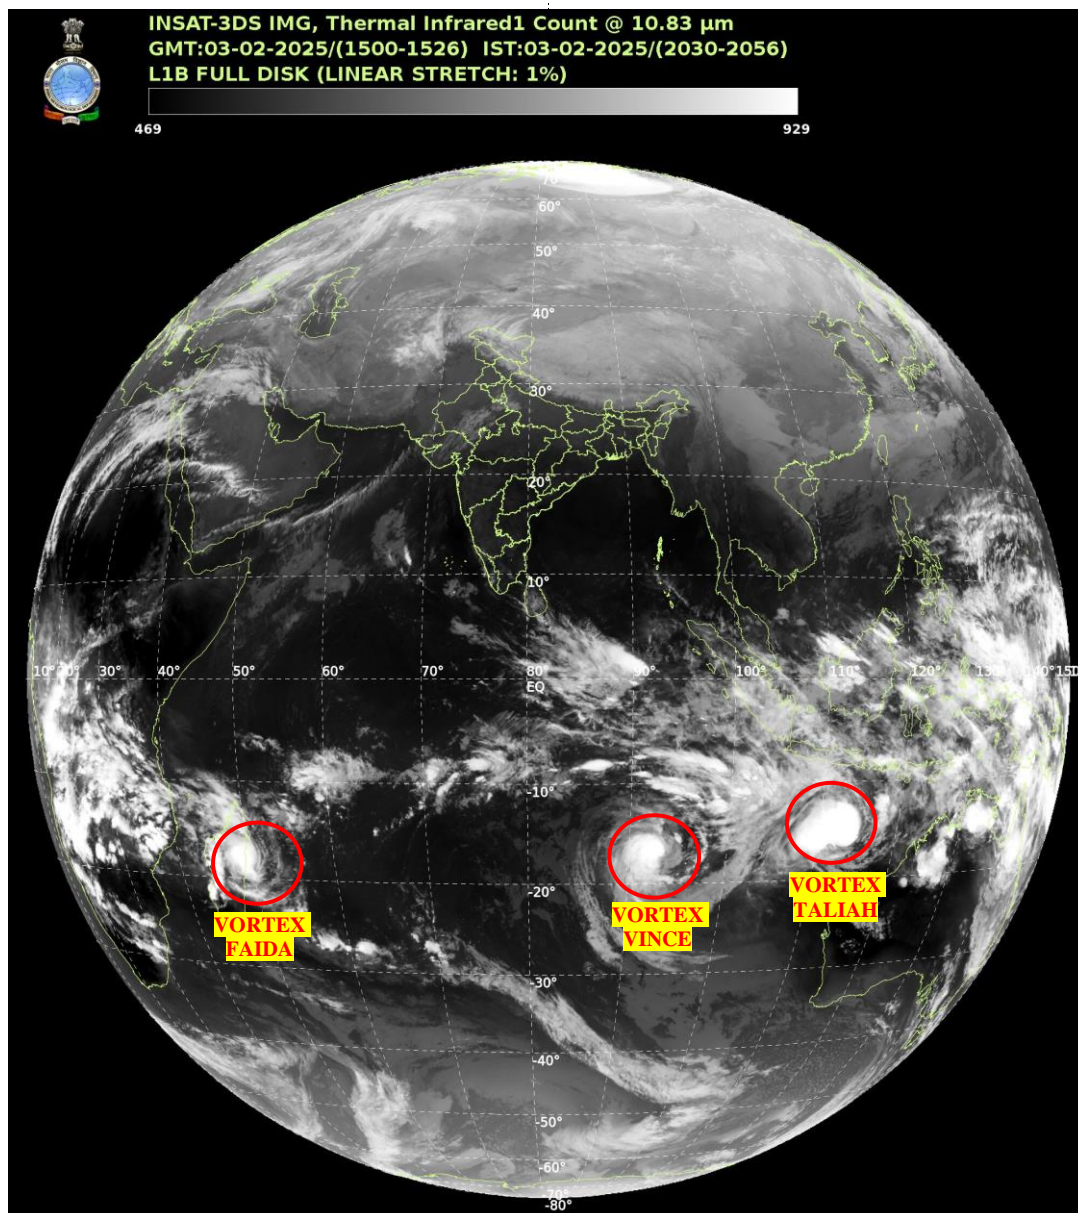 INSAT-3DS IMG, Thermal Infrared1 Count @ 10.83 μm
GMT:03-02-2025/(1500-1526) IST:03-02-2025/(2030-2056)
L1B FULL DISK (LINEAR STRETCH: 1%)
469 929
60°
50°
40°
30°
20°
10°
10° 40° 50° 60° 70° 80° 90° 100° 110° 120° 130°
EQ
-10°
-20°
VORTEX
TALIAH
VORTEX
VINCE
VORTEX
FAIDA
-30°
-40°
-50°
-60°
-70°
-80°